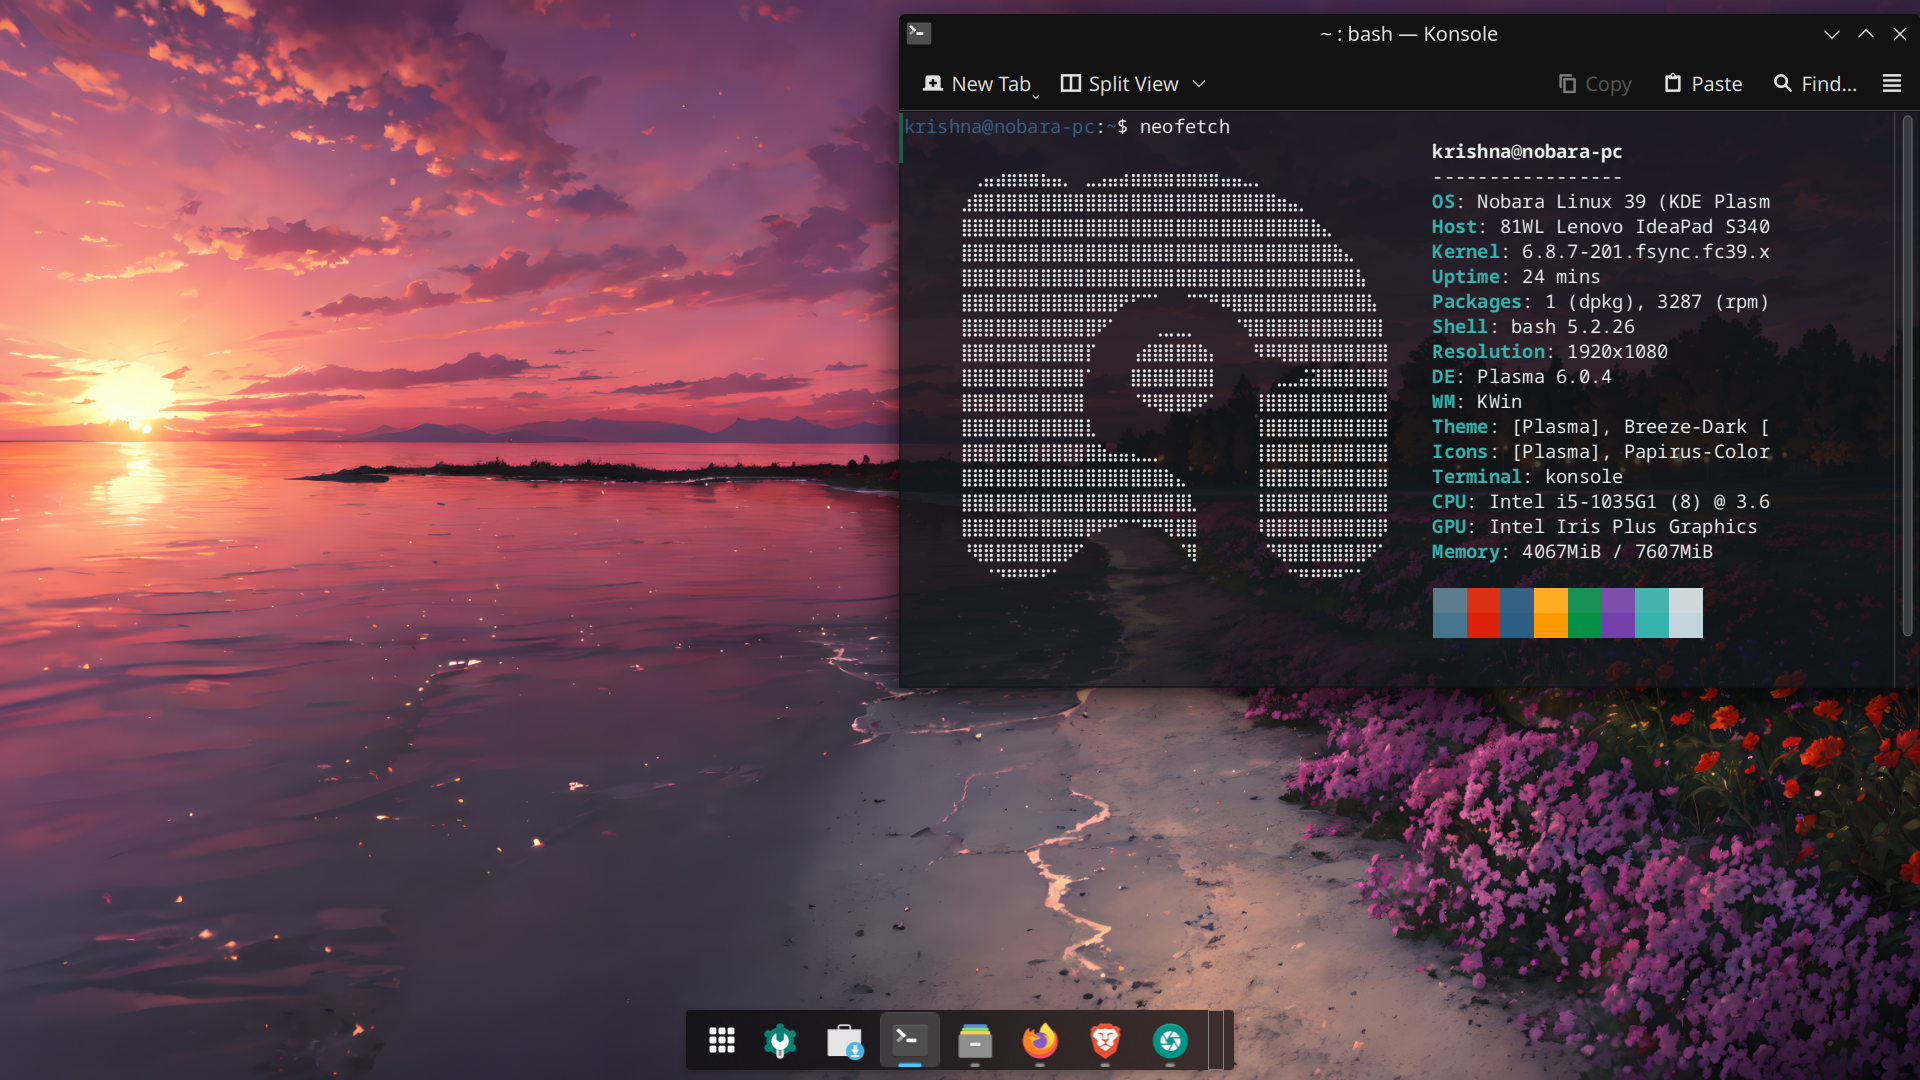 ~ : bash — Konsole
New Tab
Split View
Copy
Paste
Find...
krishna@nobara-pc:~$ neofetch
krishna@nobara-pc
-----------------
OS: Nobara Linux 39 (KDE Plasm
Host: 81WL Lenovo IdeaPad S340
Kernel: 6.8.7-201.fsync.fc39.x
Uptime: 24 mins
Packages: 1 (dpkg), 3287 (rpm)
Shell: bash 5.2.26
Resolution: 1920x1080
DE: Plasma 6.0.4
WM: KWin
Theme: [Plasma], Breeze-Dark [
Icons: [Plasma], Papirus-Color
Terminal: konsole
CPU: Intel i5-1035G1 (8) @ 3.6
GPU: Intel Iris Plus Graphics
Memory: 4067MiB / 7607MiB